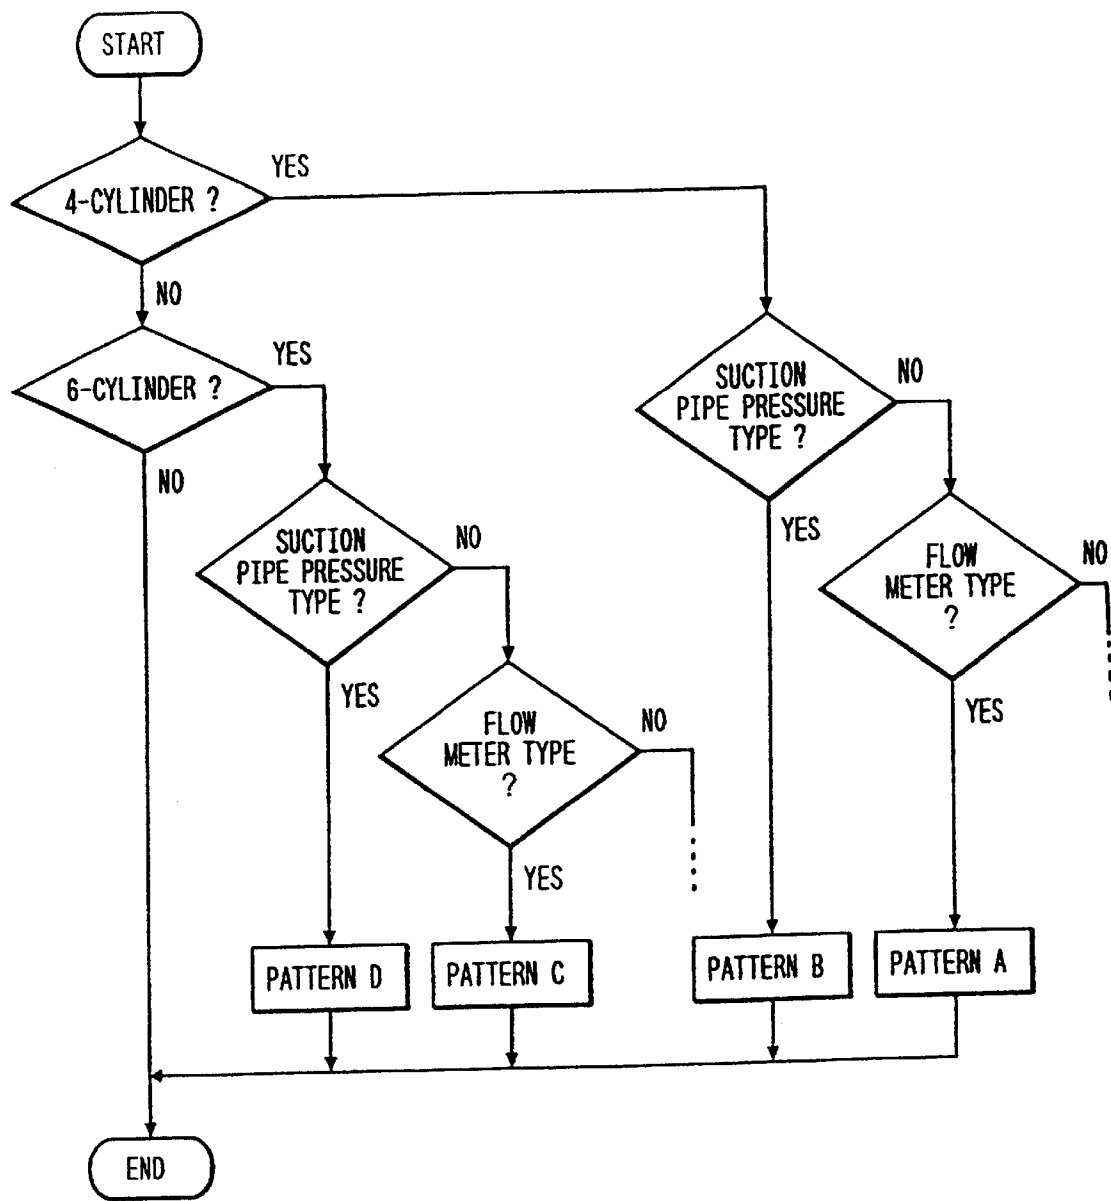 START
4-CYLINDER ?
YES
NO
6-CYLINDER ?
YES
NO
SUCTION
PIPE PRESSURE
TYPE ?
NO
YES
FLOW
METER TYPE
?
NO
YES
SUCTION
PIPE PRESSURE
TYPE ?
NO
YES
FLOW
METER TYPE
?
NO
YES
PATTERN D
PATTERN C
PATTERN B
PATTERN A
END